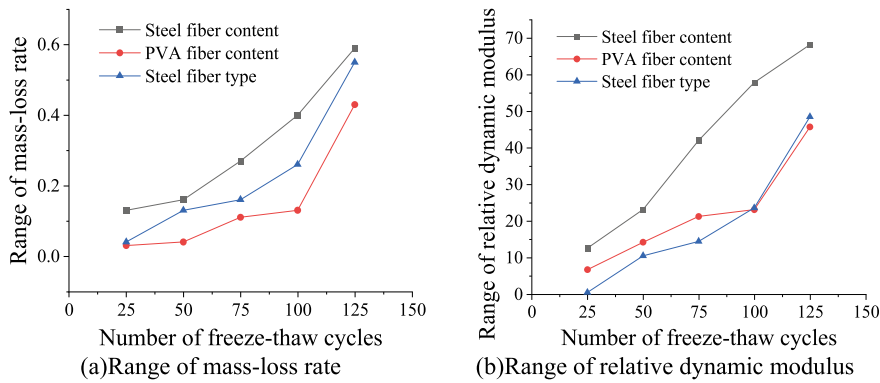 Steel fiber content
PVA fiber content
Steel fiber type
Range of mass-loss rate
0.6
0.4
0.2
0.0
0 25 50 75 100 125 150
Number of freeze-thaw cycles
(a)Range of mass-loss rate
Steel fiber content
PVA fiber content
Steel fiber type
Range of relative dynamic modulus
70
60
50
40
30
20
10
0
0 25 50 75 100 125 150
Number of freeze-thaw cycles
(b)Range of relative dynamic modulus